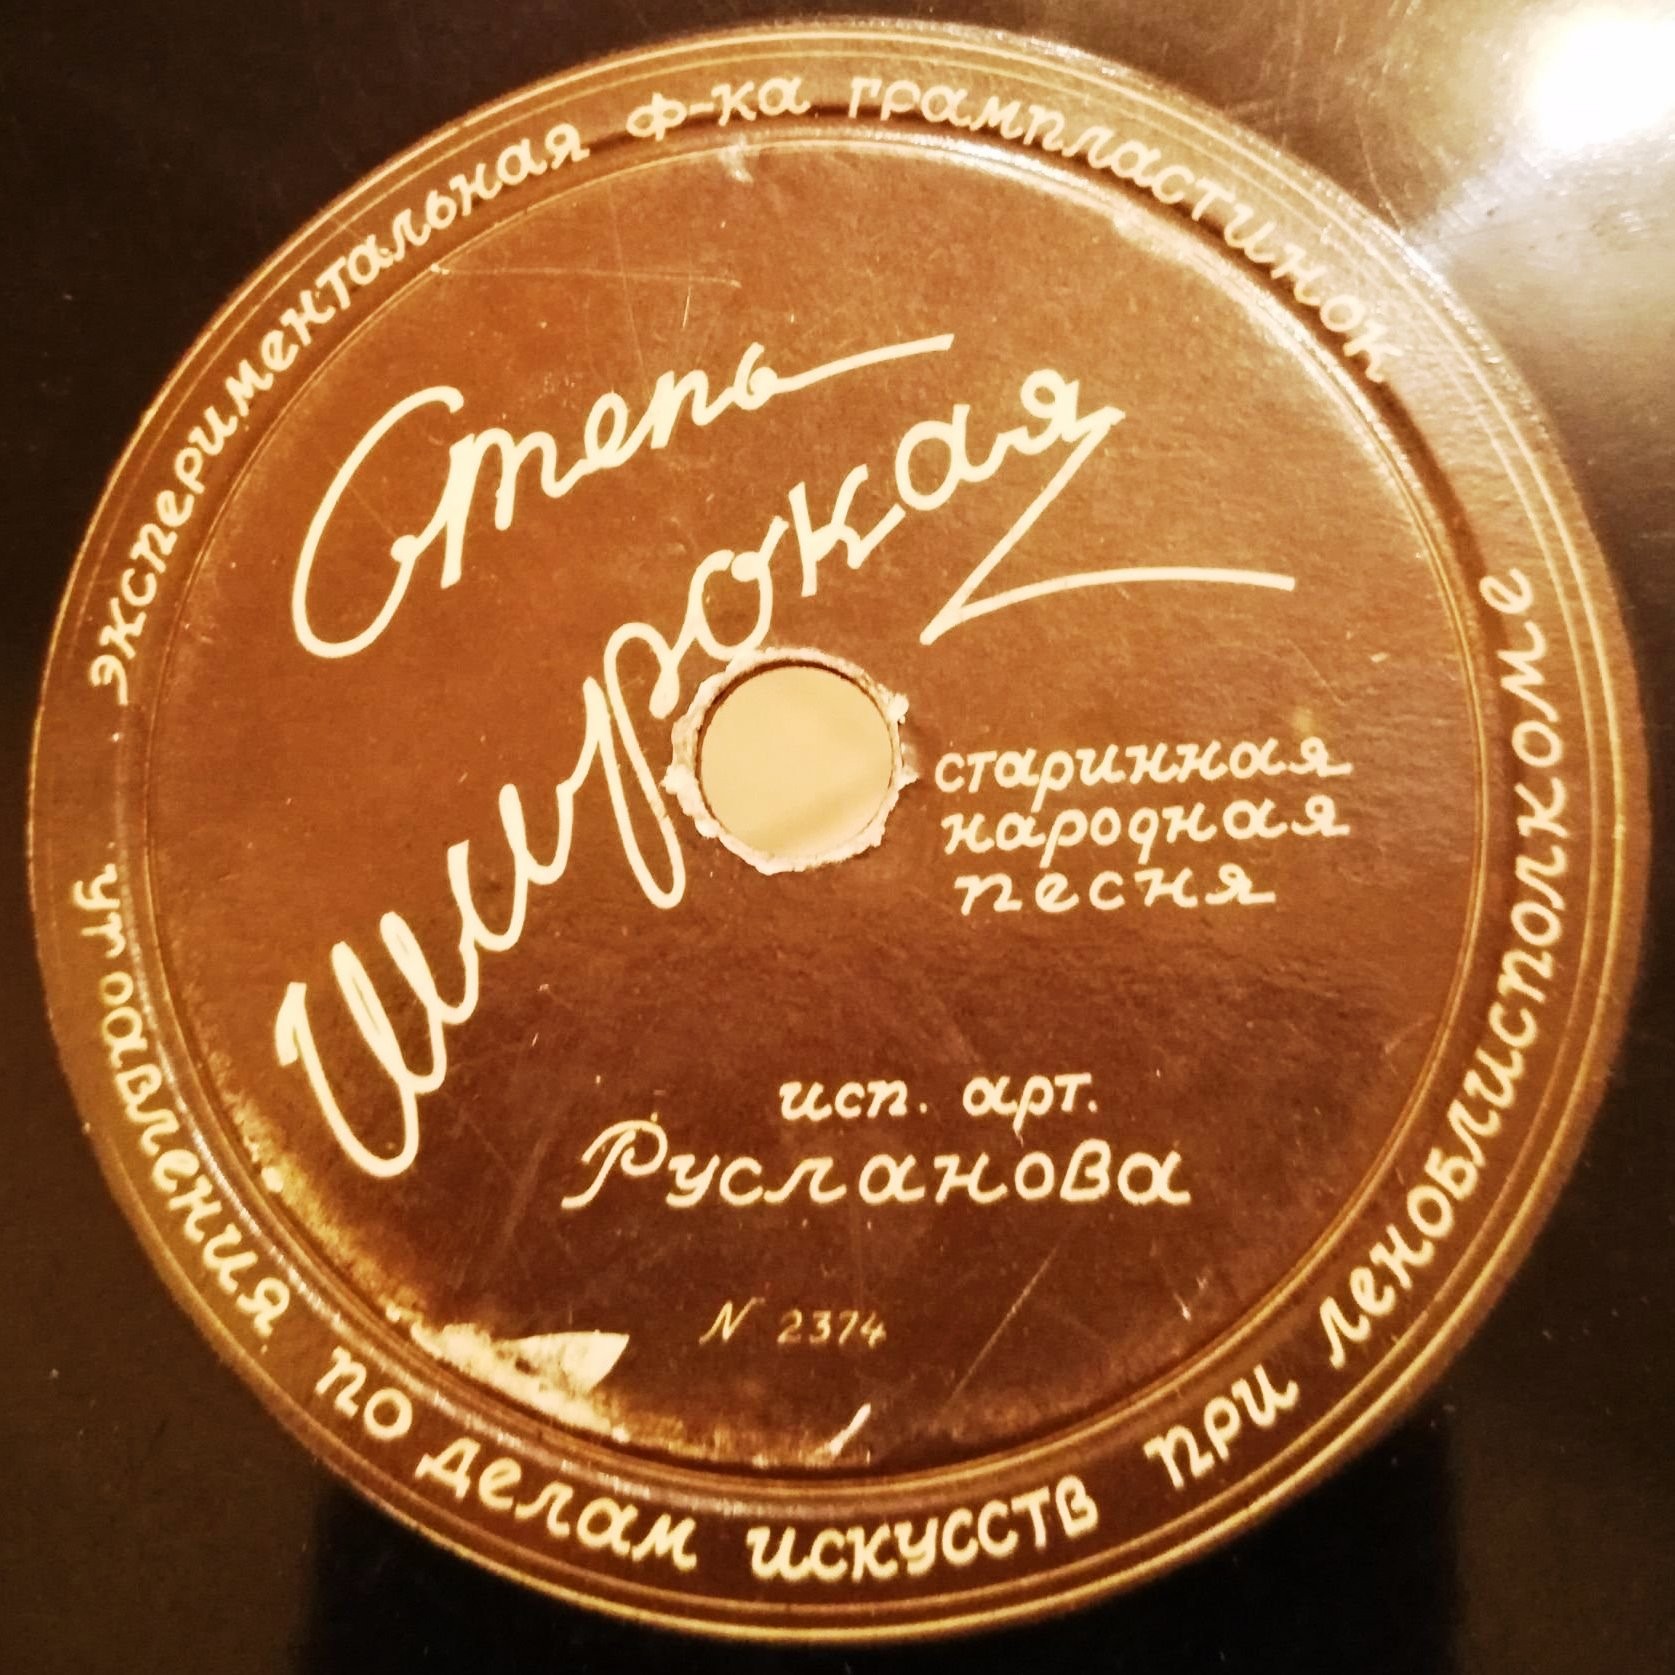 экспериментальная ф-ка грампластинок
Степь
Широкая
старинная
народная
песня
исп. арт.
Русланова
N 2374
управления по делам искусств при леноблисполкоме